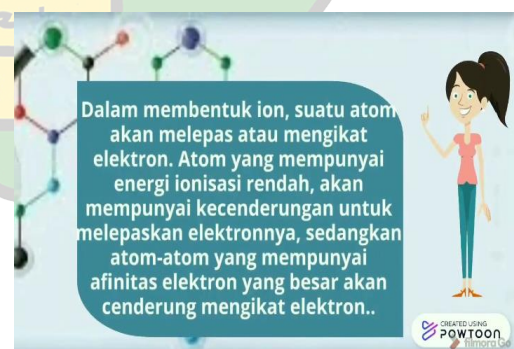 Dalam membentuk ion, suatu atom
akan melepas atau mengikat
elektron. Atom yang mempunyai
energi ionisasi rendah, akan
mempunyai kecenderungan untuk
melepaskan elektronnya, sedangkan
atom-atom yang mempunyai
afinitas elektron yang besar akan
cenderung mengikat elektron..
CREATED USING
POWTOON
filmora Go